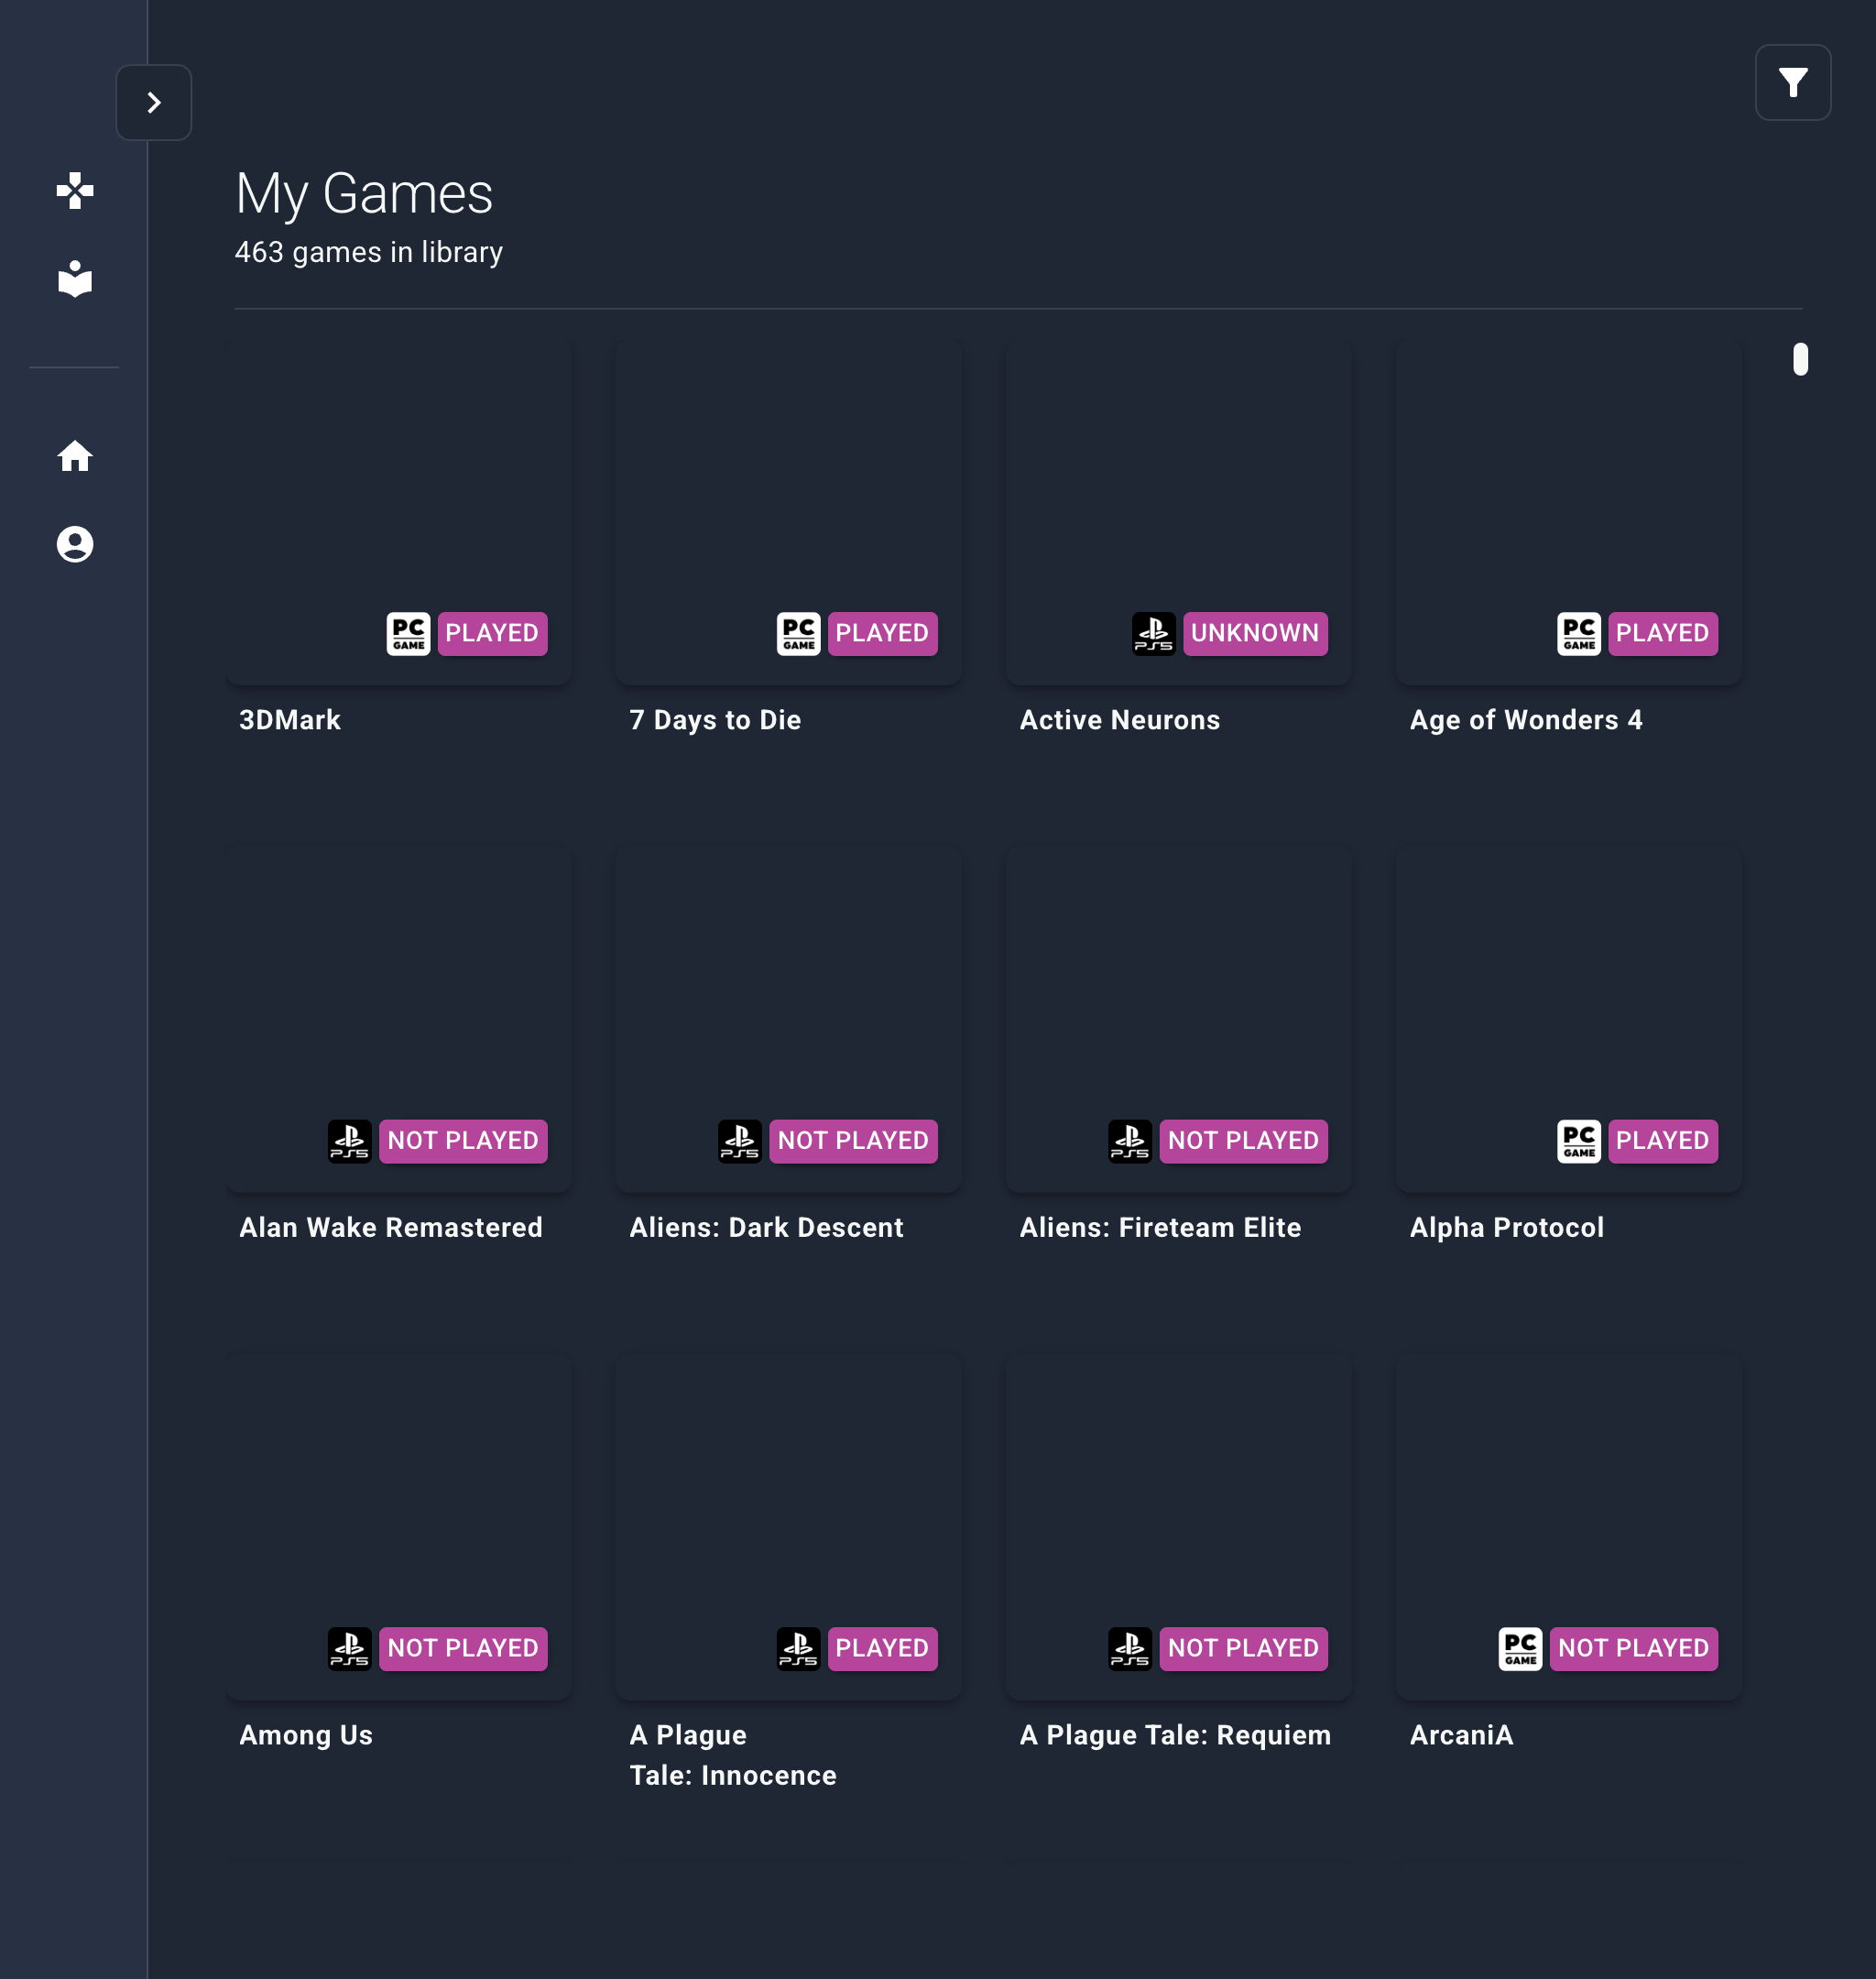 My Games
463 games in library
PC
GAME
PLAYED
PC
GAME
PLAYED
PS5
UNKNOWN
PC
GAME
PLAYED
3DMark
7 Days to Die
Active Neurons
Age of Wonders 4
PS5
NOT PLAYED
PS5
NOT PLAYED
PS5
NOT PLAYED
PC
GAME
PLAYED
Alan Wake Remastered
Aliens: Dark Descent
Aliens: Fireteam Elite
Alpha Protocol
PS5
NOT PLAYED
PS5
PLAYED
PS5
NOT PLAYED
PC
GAME
NOT PLAYED
Among Us
A Plague
Tale: Innocence
A Plague Tale: Requiem
ArcaniA